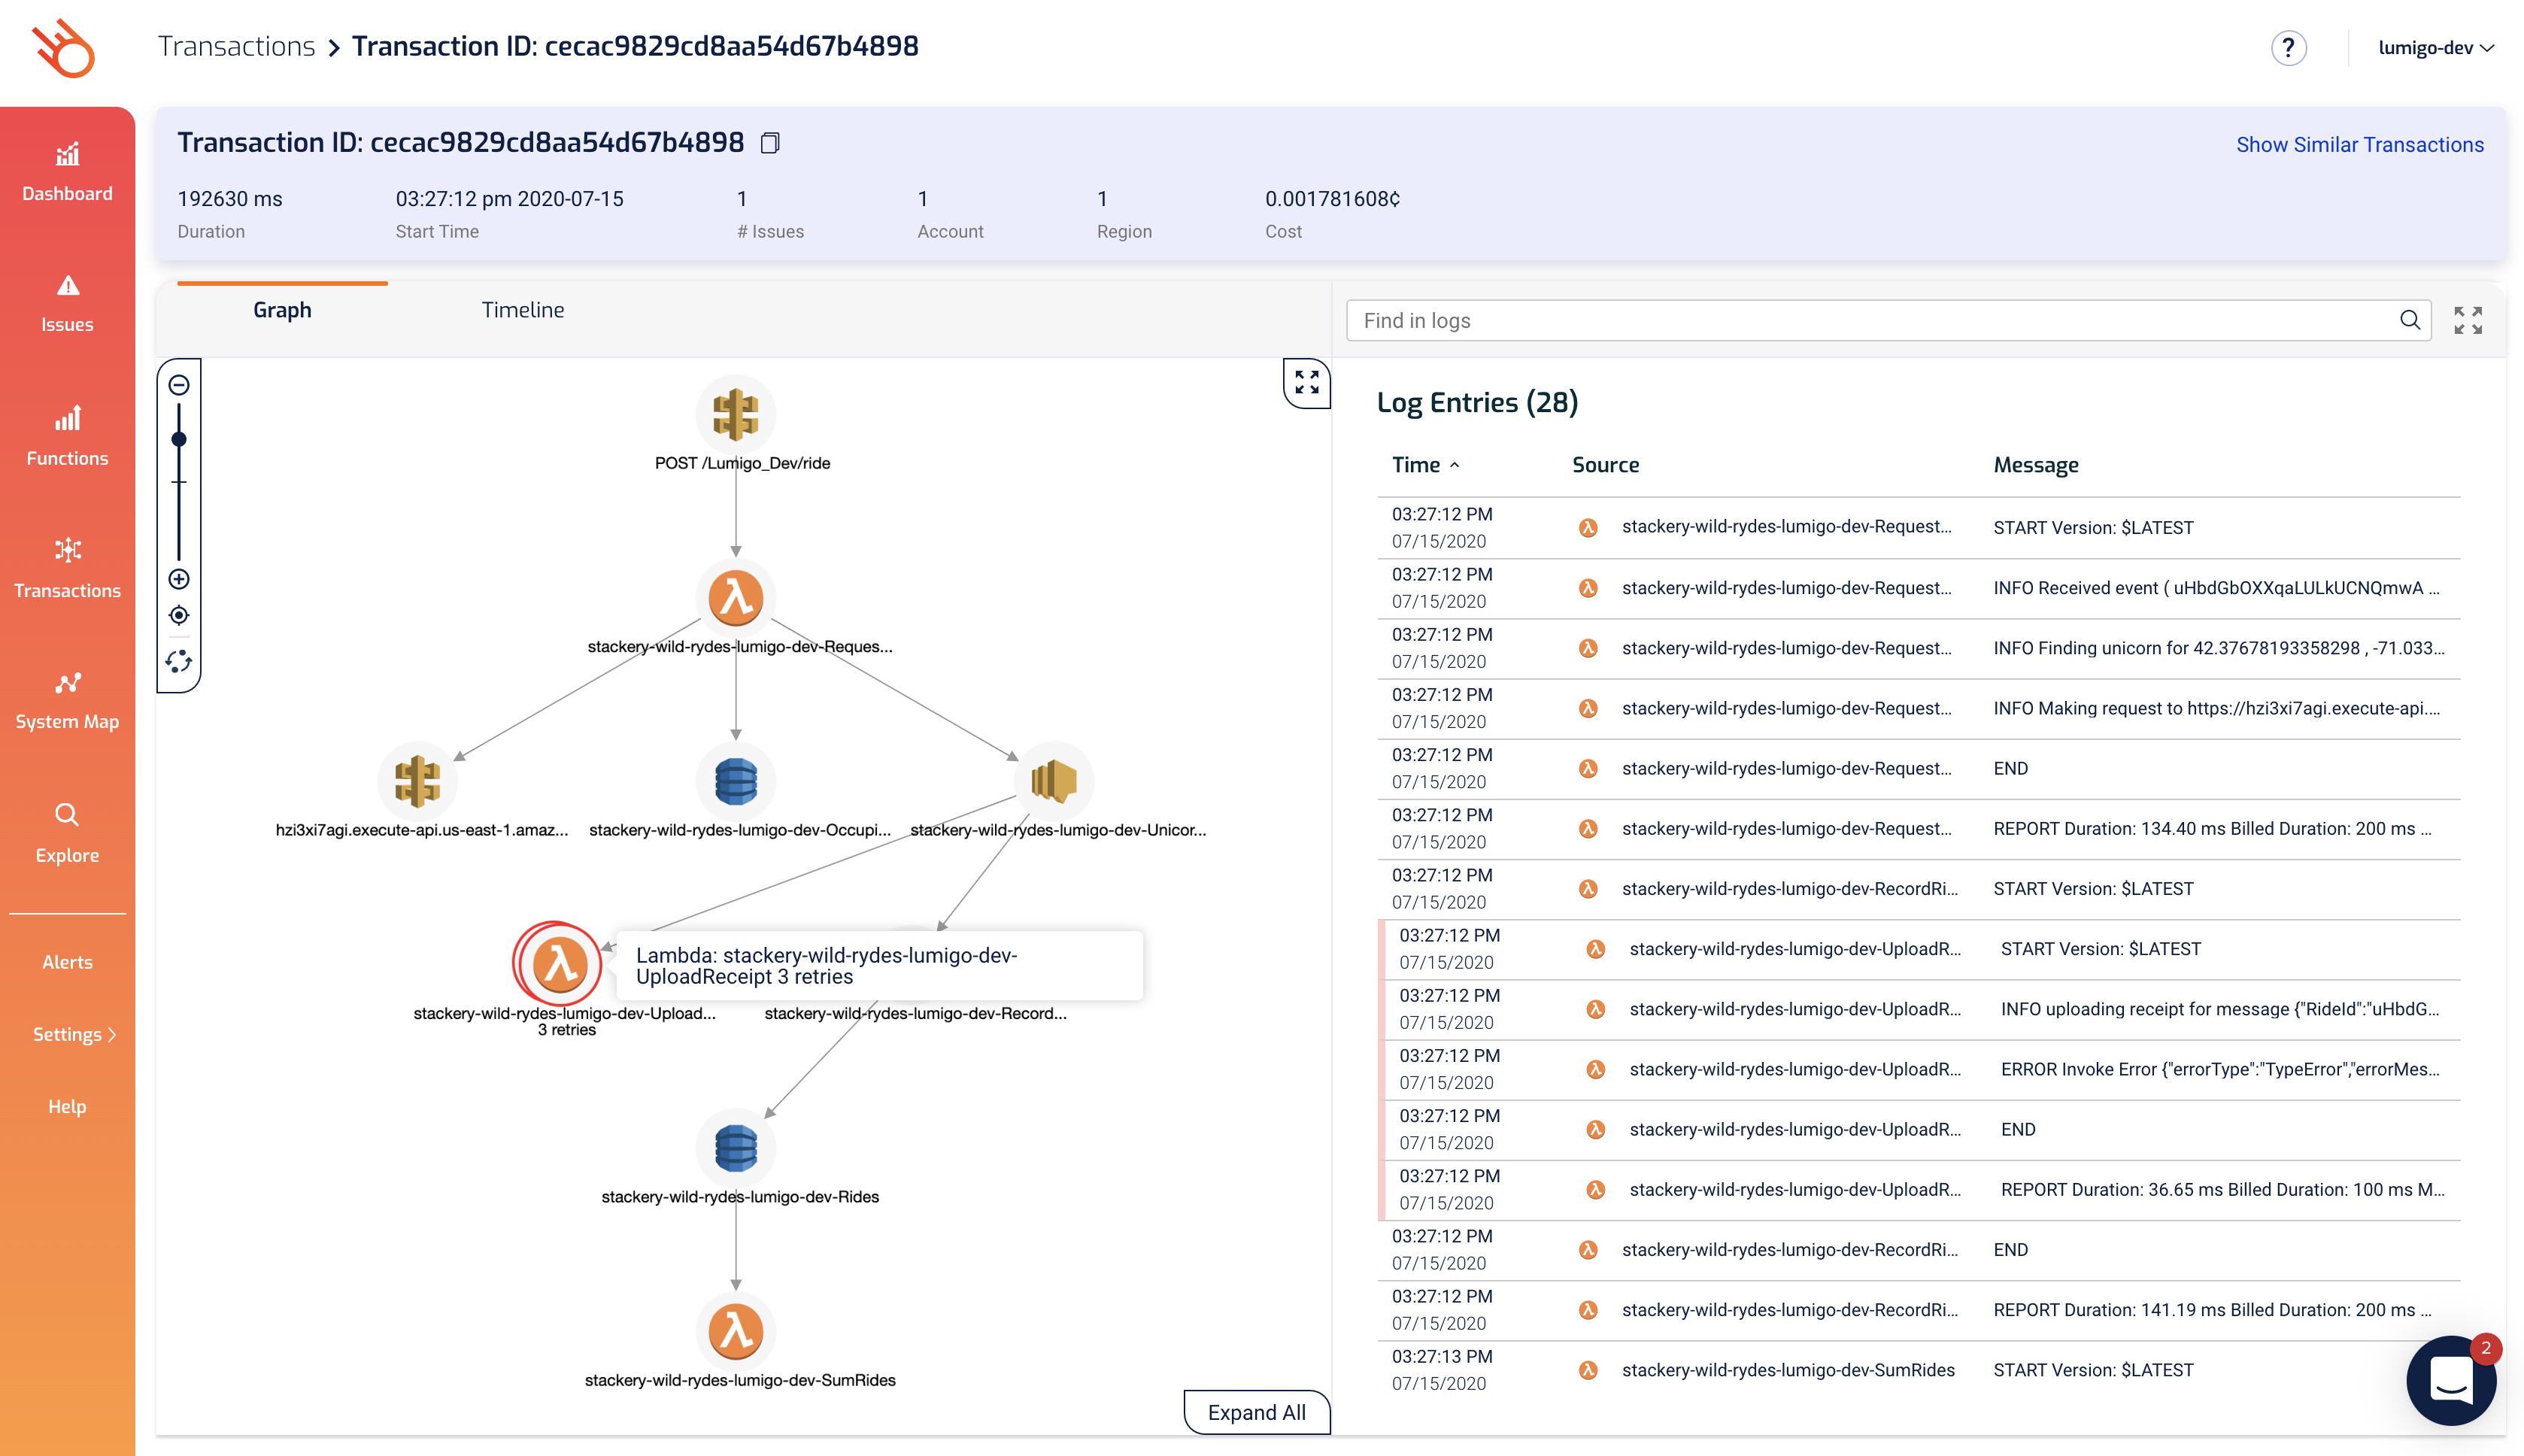 Transactions > Transaction ID: cecac9829cd8aa54d67b4898
?
lumigo-dev
Dashboard
Issues
Functions
Transactions
System Map
Explore
Alerts
Settings
Help
Transaction ID: cecac9829cd8aa54d67b4898
Show Similar Transactions
192630 ms
Duration
03:27:12 pm 2020-07-15
Start Time
1
# Issues
1
Account
1
Region
0.001781608¢
Cost
Graph
Timeline
POST /Lumigo_Dev/ride
stackery-wild-rydes-lumigo-dev-Reques...
hzi3xi7agi.execute-api.us-east-1.amaz...
stackery-wild-rydes-lumigo-dev-Occupi...
stackery-wild-rydes-lumigo-dev-Unicor...
Lambda: stackery-wild-rydes-lumigo-dev-
UploadReceipt 3 retries
stackery-wild-rydes-lumigo-dev-Upload...
3 retries
stackery-wild-rydes-lumigo-dev-Record...
stackery-wild-rydes-lumigo-dev-Rides
stackery-wild-rydes-lumigo-dev-SumRides
Expand All
Find in logs
Log Entries (28)
Time Source Message
03:27:12 PM
07/15/2020
stackery-wild-rydes-lumigo-dev-Request...
START Version: $LATEST
03:27:12 PM
07/15/2020
stackery-wild-rydes-lumigo-dev-Request...
INFO Received event ( uHbdGbOXXqaLULkUCNQmwA ...
03:27:12 PM
07/15/2020
stackery-wild-rydes-lumigo-dev-Request...
INFO Finding unicorn for 42.37678193358298 , -71.033...
03:27:12 PM
07/15/2020
stackery-wild-rydes-lumigo-dev-Request...
INFO Making request to https://hzi3xi7agi.execute-api....
03:27:12 PM
07/15/2020
stackery-wild-rydes-lumigo-dev-Request...
END
03:27:12 PM
07/15/2020
stackery-wild-rydes-lumigo-dev-Request...
REPORT Duration: 134.40 ms Billed Duration: 200 ms ...
03:27:12 PM
07/15/2020
stackery-wild-rydes-lumigo-dev-RecordRi...
START Version: $LATEST
03:27:12 PM
07/15/2020
stackery-wild-rydes-lumigo-dev-UploadR...
START Version: $LATEST
03:27:12 PM
07/15/2020
stackery-wild-rydes-lumigo-dev-UploadR...
INFO uploading receipt for message {"RideId":"uHbdG...
03:27:12 PM
07/15/2020
stackery-wild-rydes-lumigo-dev-UploadR...
ERROR Invoke Error {"errorType":"TypeError","errorMes...
03:27:12 PM
07/15/2020
stackery-wild-rydes-lumigo-dev-UploadR...
END
03:27:12 PM
07/15/2020
stackery-wild-rydes-lumigo-dev-UploadR...
REPORT Duration: 36.65 ms Billed Duration: 100 ms M...
03:27:12 PM
07/15/2020
stackery-wild-rydes-lumigo-dev-RecordRi...
END
03:27:12 PM
07/15/2020
stackery-wild-rydes-lumigo-dev-RecordRi...
REPORT Duration: 141.19 ms Billed Duration: 200 ms ...
03:27:13 PM
07/15/2020
stackery-wild-rydes-lumigo-dev-SumRides
START Version: $LATEST
2